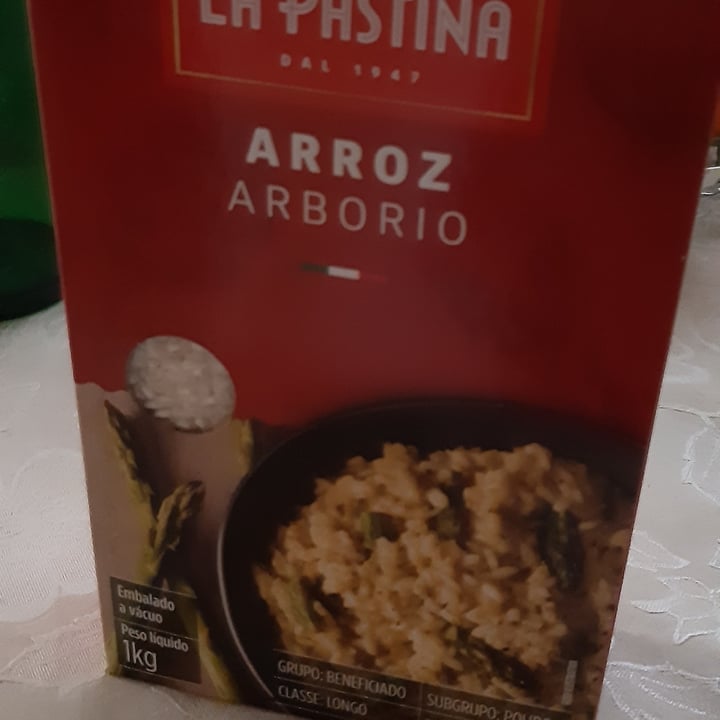 LA PASTINA
DAL 1947
ARROZ
ARBORIO
Embalado
a vácuo
Peso líquido
1kg
GRUPO: BENEFICIADO
CLASSE: LONGO
SUBGRUPO: